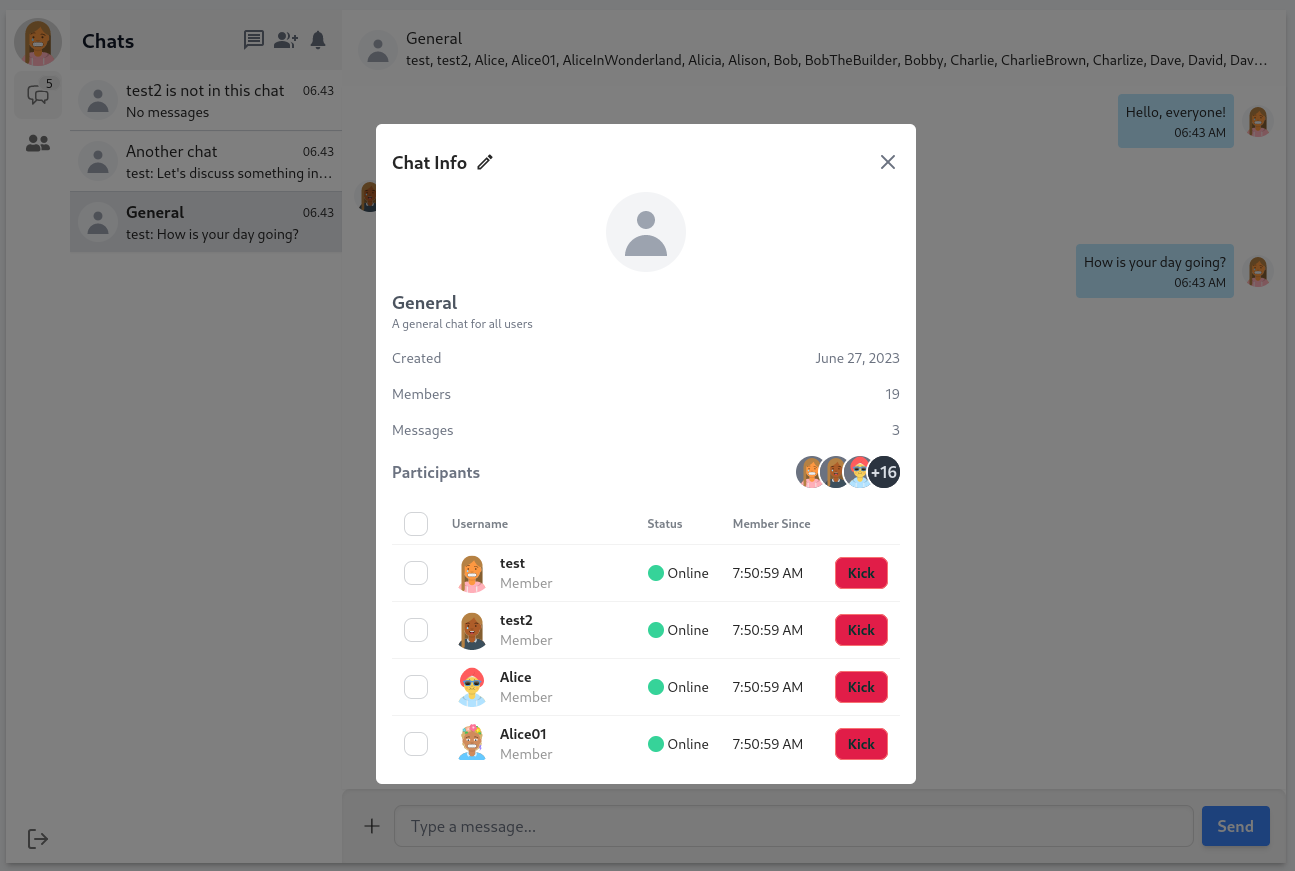 Chats
5
test2 is not in this chat 06.43
No messages
Another chat 06.43
test: Let's discuss something in...
General 06.43
test: How is your day going?
General
test, test2, Alice, Alice01, AliceInWonderland, Alicia, Alison, Bob, BobTheBuilder, Bobby, Charlie, CharlieBrown, Charlize, Dave, David, Dav...
Hello, everyone!
06:43 AM
How is your day going?
06:43 AM
Chat Info
General
A general chat for all users
Created June 27, 2023
Members 19
Messages 3
Participants +16
Username Status Member Since
test
Member Online 7:50:59 AM Kick
test2
Member Online 7:50:59 AM Kick
Alice
Member Online 7:50:59 AM Kick
Alice01
Member Online 7:50:59 AM Kick
Type a message...
Send